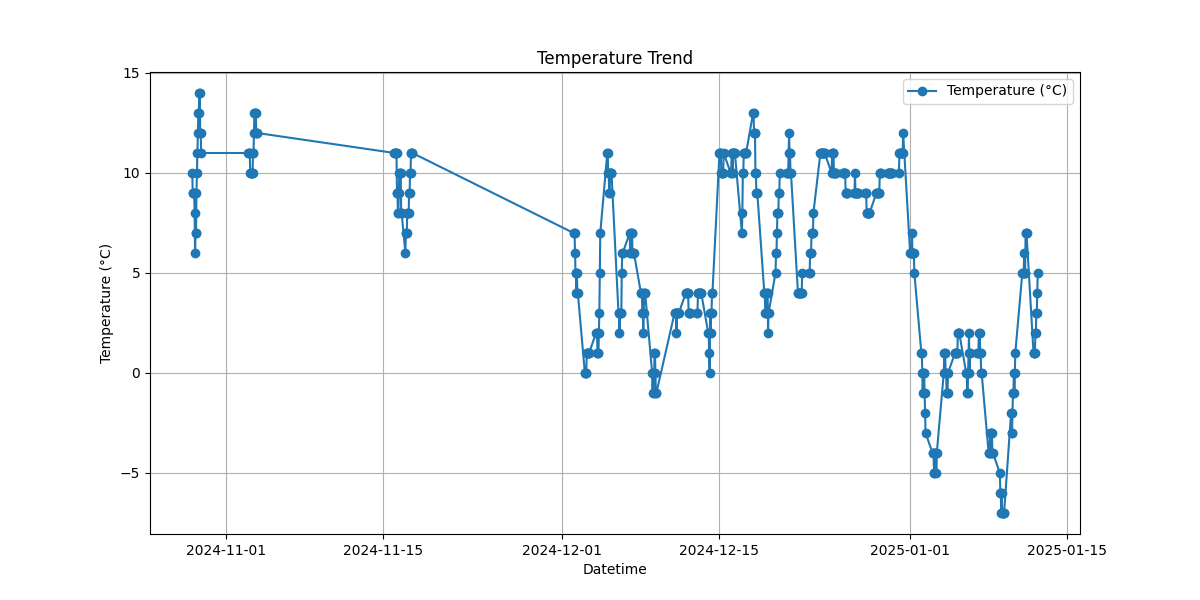 Temperature Trend
Temperature (°C)
Temperature (°C)
15
10
5
0
−5
2024-11-01 2024-11-15 2024-12-01 2024-12-15 2025-01-01 2025-01-15
Datetime